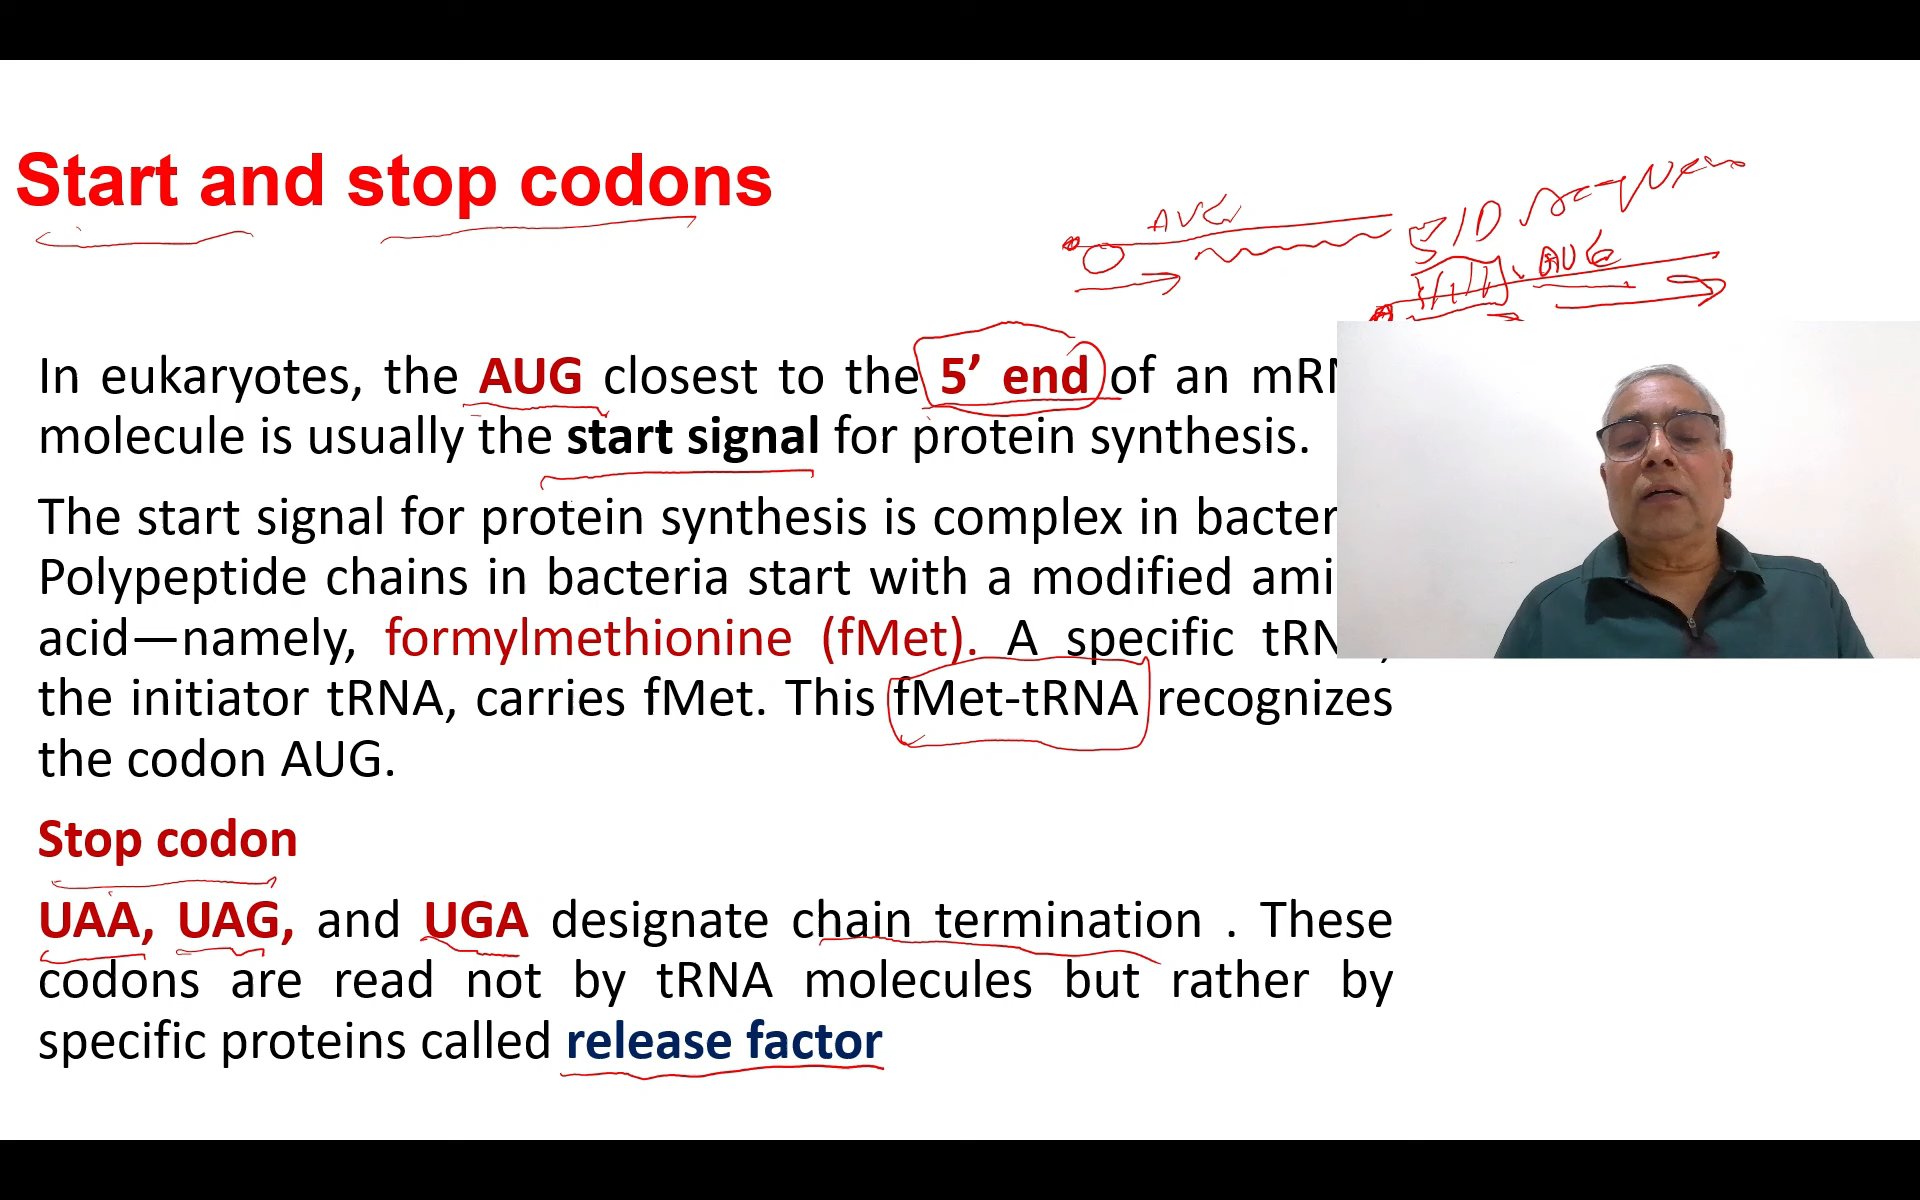 Start and stop codons
AUG
S/D sequence
AUG
In eukaryotes, the AUG closest to the 5’ end of an
molecule is usually the start signal for protein synthesis.
The start signal for protein synthesis is complex in
Polypeptide chains in bacteria start with a modified
acid—namely, formylmethionine (fMet). A specific
the initiator tRNA, carries fMet. This fMet-tRNA recognizes
the codon AUG.
Stop codon
UAA, UAG, and UGA designate chain termination . These
codons are read not by tRNA molecules but rather by
specific proteins called release factor